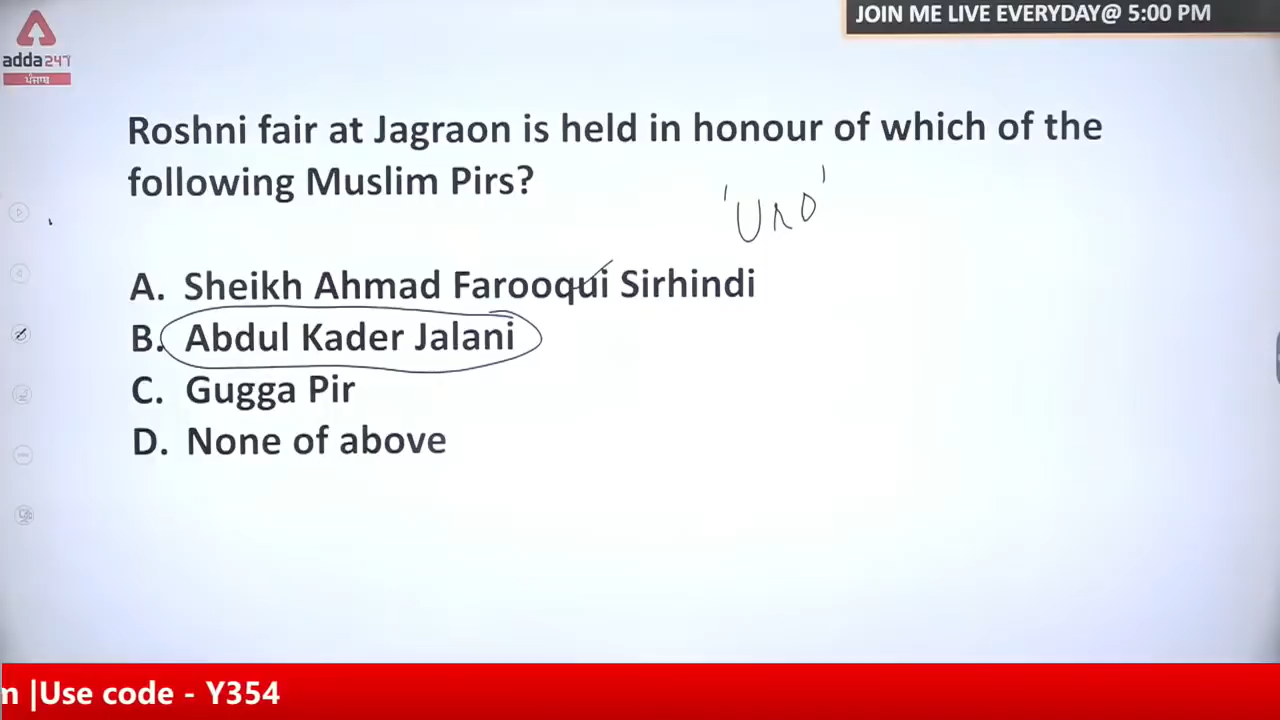 JOIN ME LIVE EVERYDAY@ 5:00 PM
adda247
ਪੰਜਾਬ
Roshni fair at Jagraon is held in honour of which of the
following Muslim Pirs?
A. Sheikh Ahmad Farooqui Sirhindi
B. Abdul Kader Jalani
C. Gugga Pir
D. None of above
m |Use code - Y354